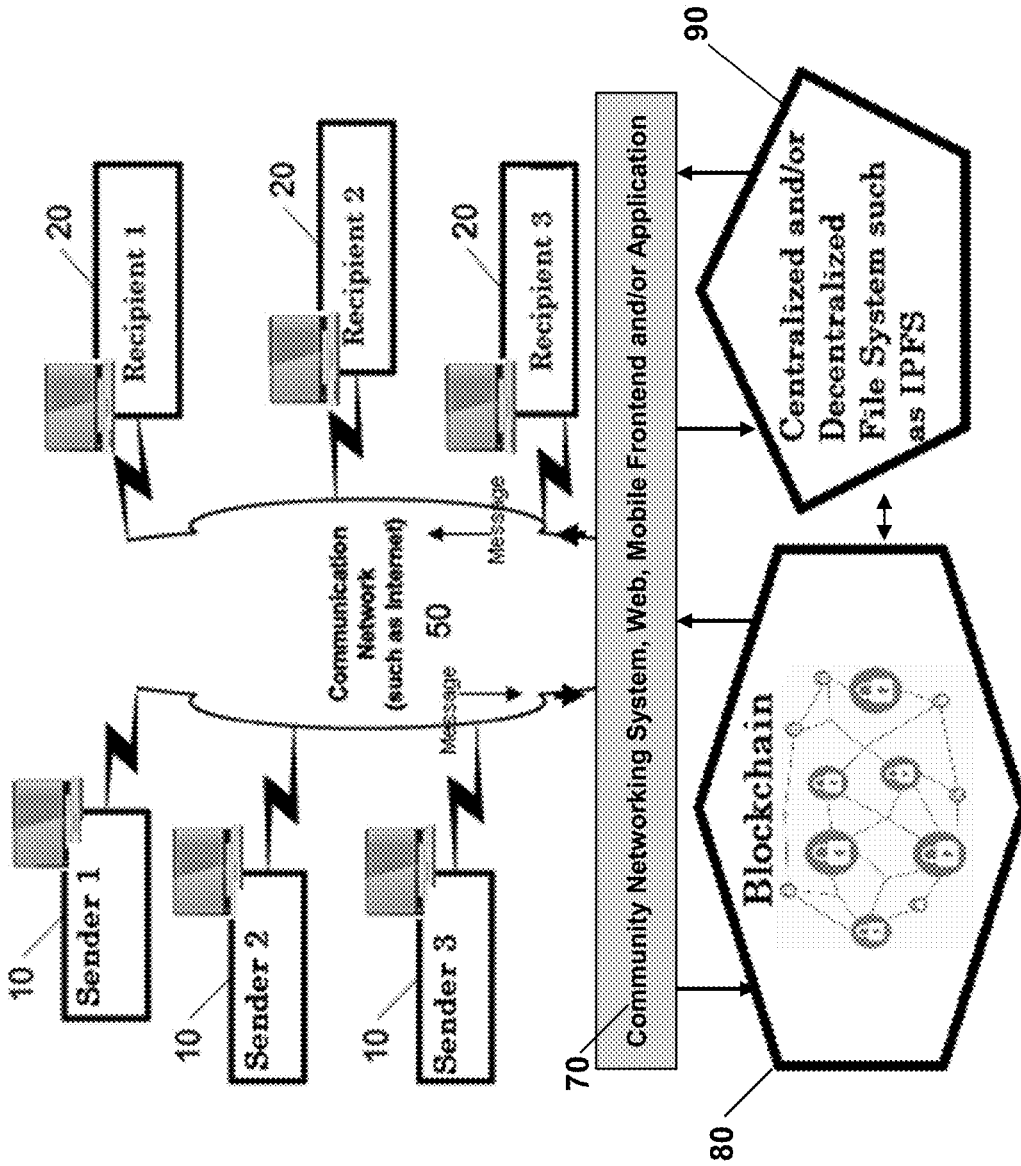 10
Sender 1
10
Sender 2
10
Sender 3
20
Recipient 1
20
Recipient 2
20
Recipient 3
Communication
Network
(such as Internet)
50
Message
Message
70
Community Networking System, Web, Mobile Frontend and/or Application
80
Blockchain
90
Centralized and/or
Decentralized
File System such
as IPFS